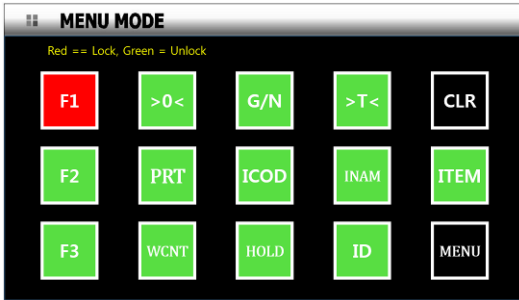 MENU MODE
Red == Lock, Green = Unlock
F1 >0< G/N >T< CLR
F2 PRT ICOD INAM ITEM
F3 WCNT HOLD ID MENU